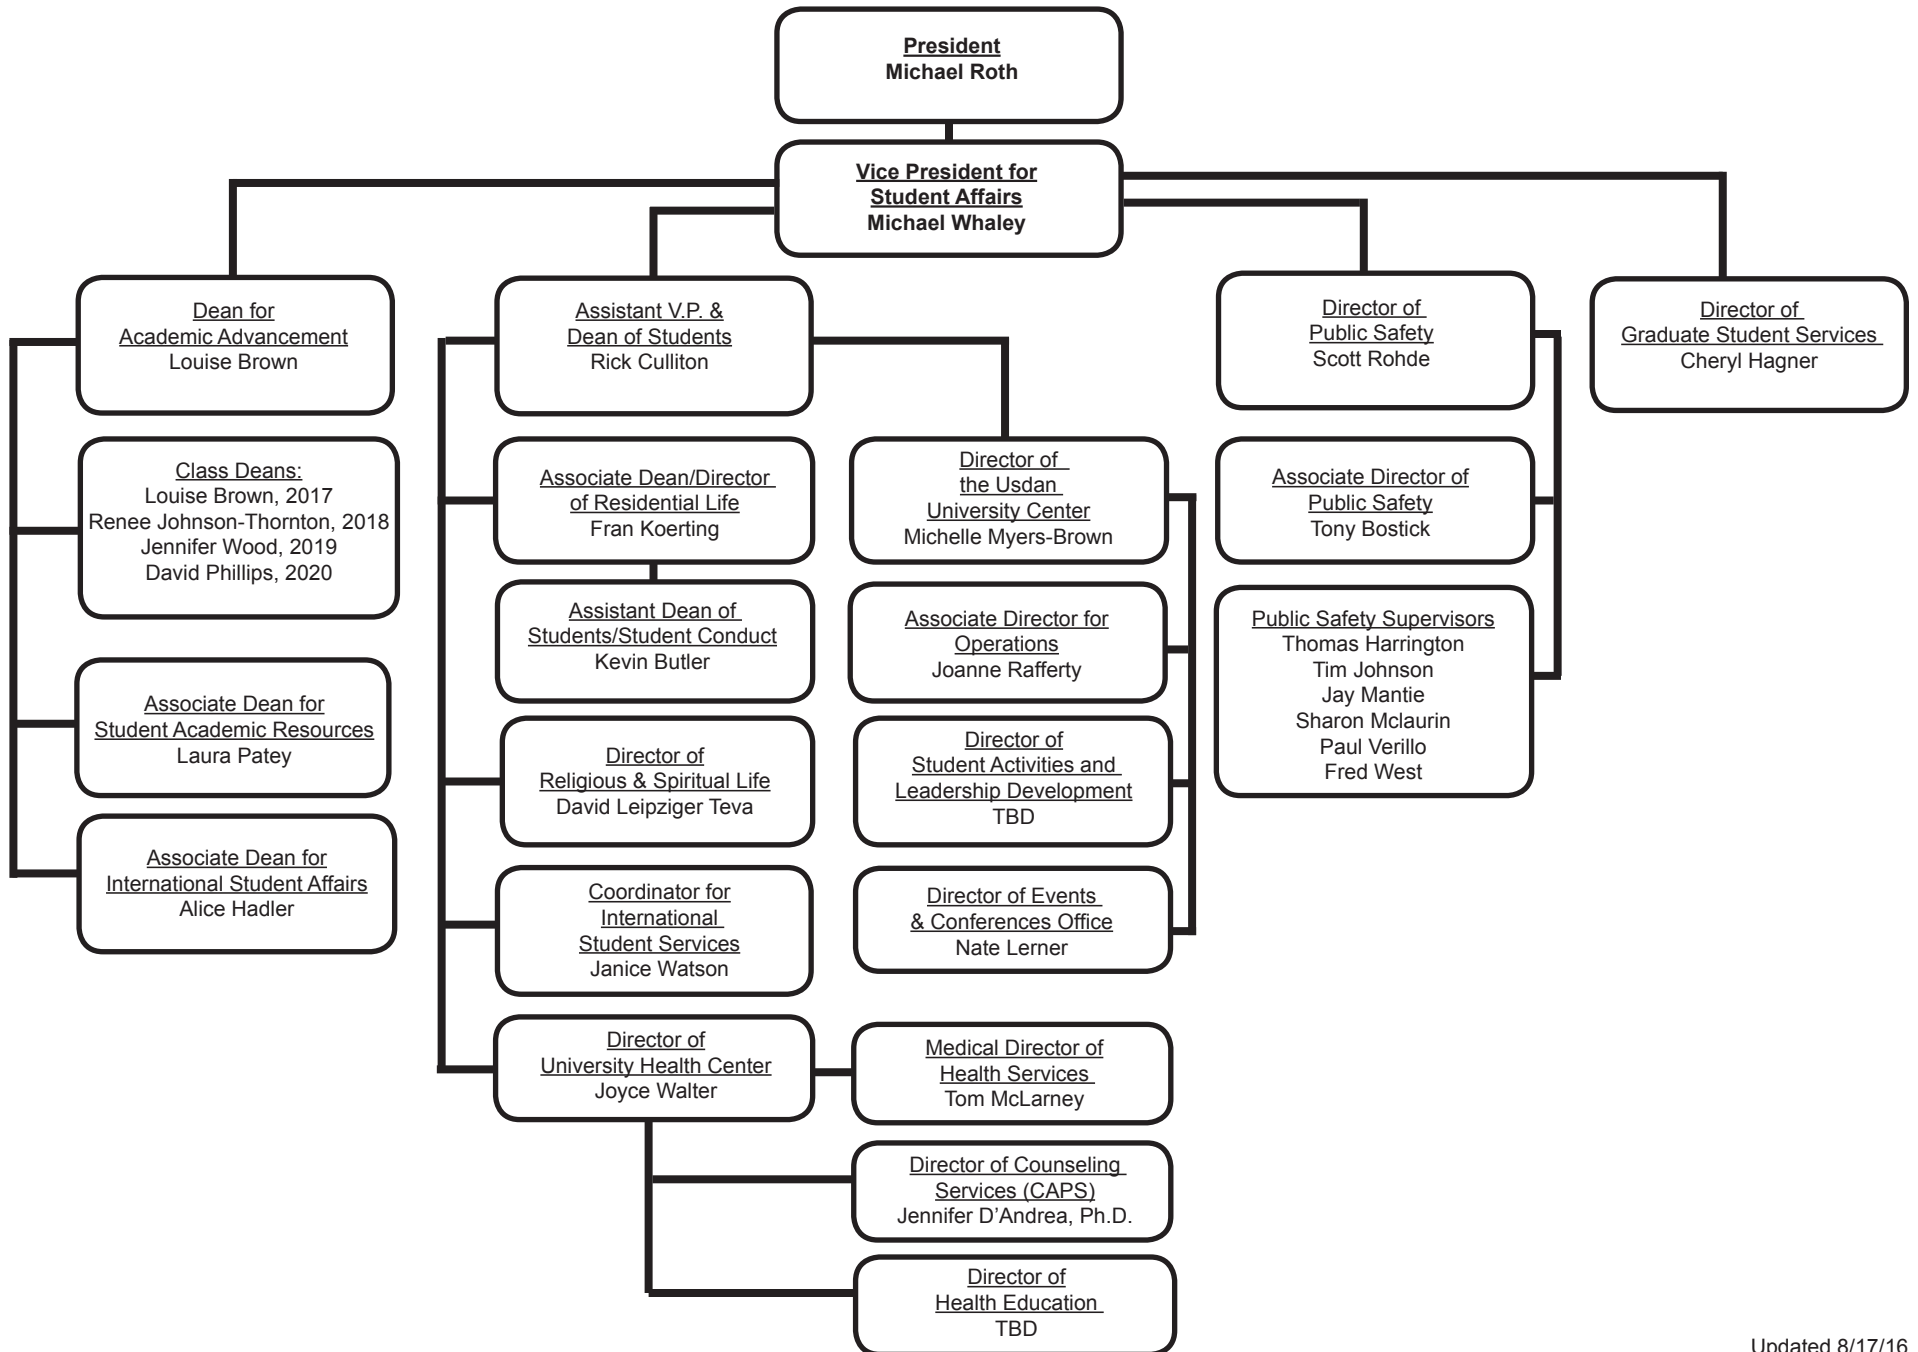 President
Michael Roth
Vice President for
Student Affairs
Michael Whaley
Dean for
Academic Advancement
Louise Brown
Class Deans:
Louise Brown, 2017
Renee Johnson-Thornton, 2018
Jennifer Wood, 2019
David Phillips, 2020
Associate Dean for
Student Academic Resources
Laura Patey
Associate Dean for
International Student Affairs
Alice Hadler
Assistant V.P. &
Dean of Students
Rick Culliton
Associate Dean/Director
of Residential Life
Fran Koerting
Assistant Dean of
Students/Student Conduct
Kevin Butler
Director of
Religious & Spiritual Life
David Leipziger Teva
Coordinator for
International
Student Services
Janice Watson
Director of
University Health Center
Joyce Walter
Director of
the Usdan
University Center
Michelle Myers-Brown
Associate Director for
Operations
Joanne Rafferty
Director of
Student Activities and
Leadership Development
TBD
Director of Events
& Conferences Office
Nate Lerner
Medical Director of
Health Services
Tom McLarney
Director of Counseling
Services (CAPS)
Jennifer D’Andrea, Ph.D.
Director of
Health Education
TBD
Director of
Public Safety
Scott Rohde
Associate Director of
Public Safety
Tony Bostick
Public Safety Supervisors
Thomas Harrington
Tim Johnson
Jay Mantie
Sharon Mclaurin
Paul Verillo
Fred West
Director of
Graduate Student Services
Cheryl Hagner
Updated 8/17/16